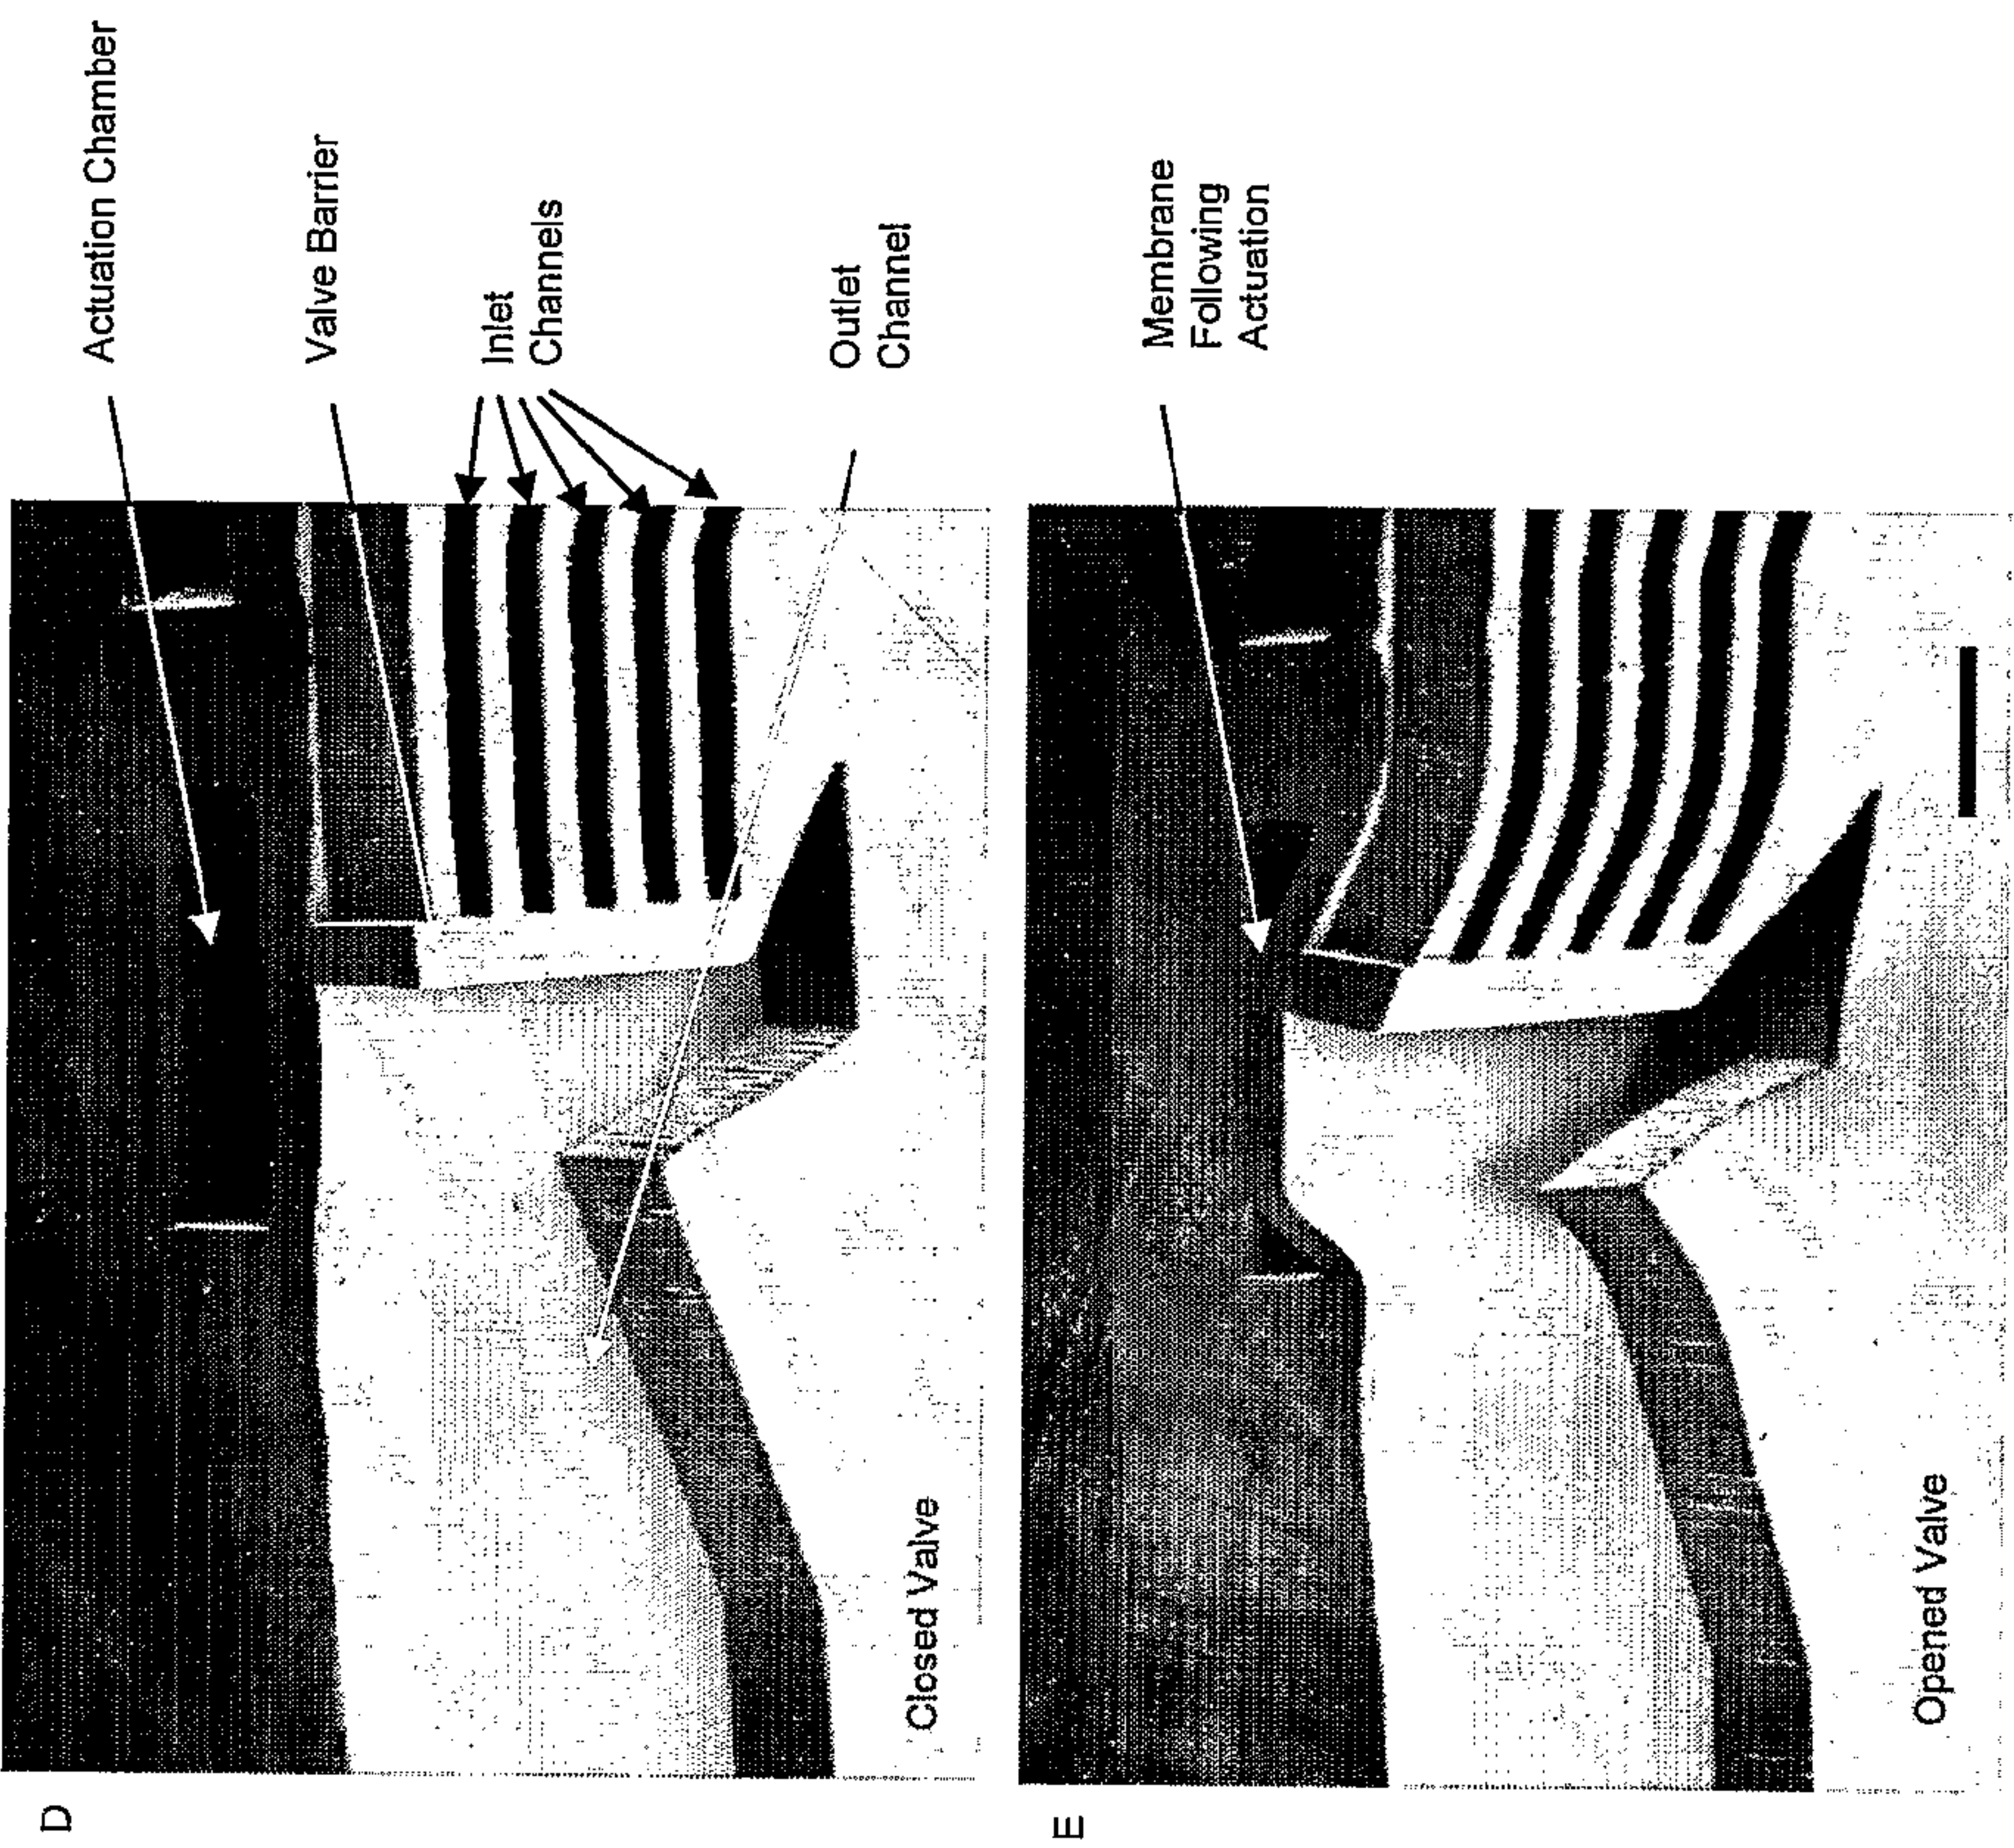 D
Actuation Chamber
Valve Barrier
Inlet
Channels
Outlet
Channel
Closed Valve
E
Membrane
Following
Actuation
Opened Valve